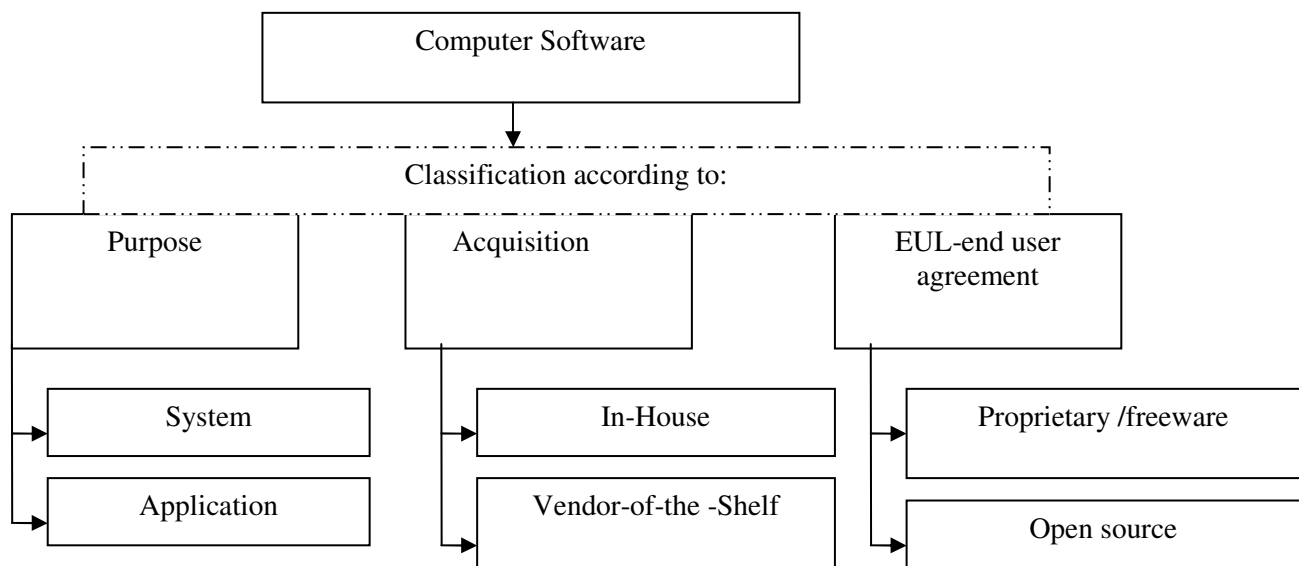 Computer Software
Classification according to:
Purpose
Acquisition
EUL-end user
agreement
System
In-House
Proprietary /freeware
Application
Vendor-of-the -Shelf
Open source